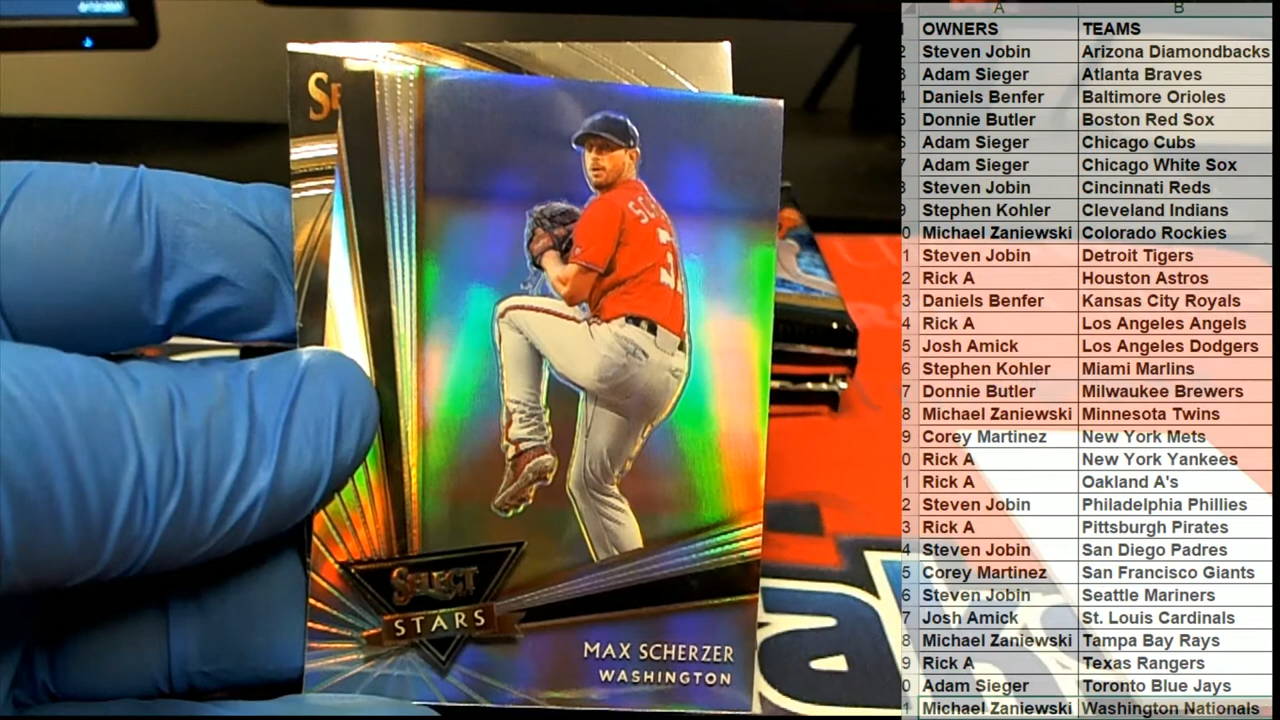 SELECT
STARS
MAX SCHERZER
WASHINGTON
A B
OWNERS TEAMS
Steven Jobin Arizona Diamondbacks
Adam Sieger Atlanta Braves
Daniels Benfer Baltimore Orioles
Donnie Butler Boston Red Sox
Adam Sieger Chicago Cubs
Adam Sieger Chicago White Sox
Steven Jobin Cincinnati Reds
Stephen Kohler Cleveland Indians
Michael Zaniewski Colorado Rockies
Steven Jobin Detroit Tigers
Rick A Houston Astros
Daniels Benfer Kansas City Royals
Rick A Los Angeles Angels
Josh Amick Los Angeles Dodgers
Stephen Kohler Miami Marlins
Donnie Butler Milwaukee Brewers
Michael Zaniewski Minnesota Twins
Corey Martinez New York Mets
Rick A New York Yankees
Rick A Oakland A's
Steven Jobin Philadelphia Phillies
Rick A Pittsburgh Pirates
Steven Jobin San Diego Padres
Corey Martinez San Francisco Giants
Steven Jobin Seattle Mariners
Josh Amick St. Louis Cardinals
Michael Zaniewski Tampa Bay Rays
Rick A Texas Rangers
Adam Sieger Toronto Blue Jays
Michael Zaniewski Washington Nationals